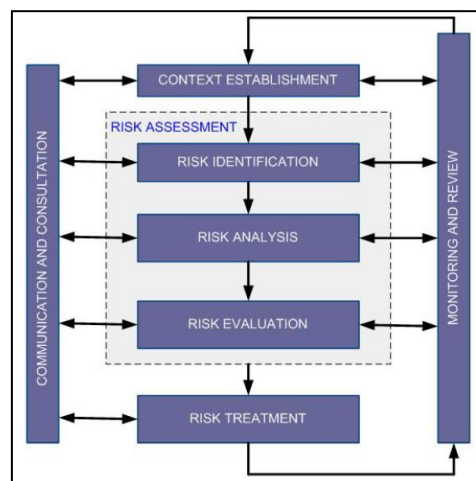 CONTEXT ESTABLISHMENT
RISK ASSESSMENT
RISK IDENTIFICATION
RISK ANALYSIS
RISK EVALUATION
RISK TREATMENT
COMMUNICATION AND CONSULTATION
MONITORING AND REVIEW